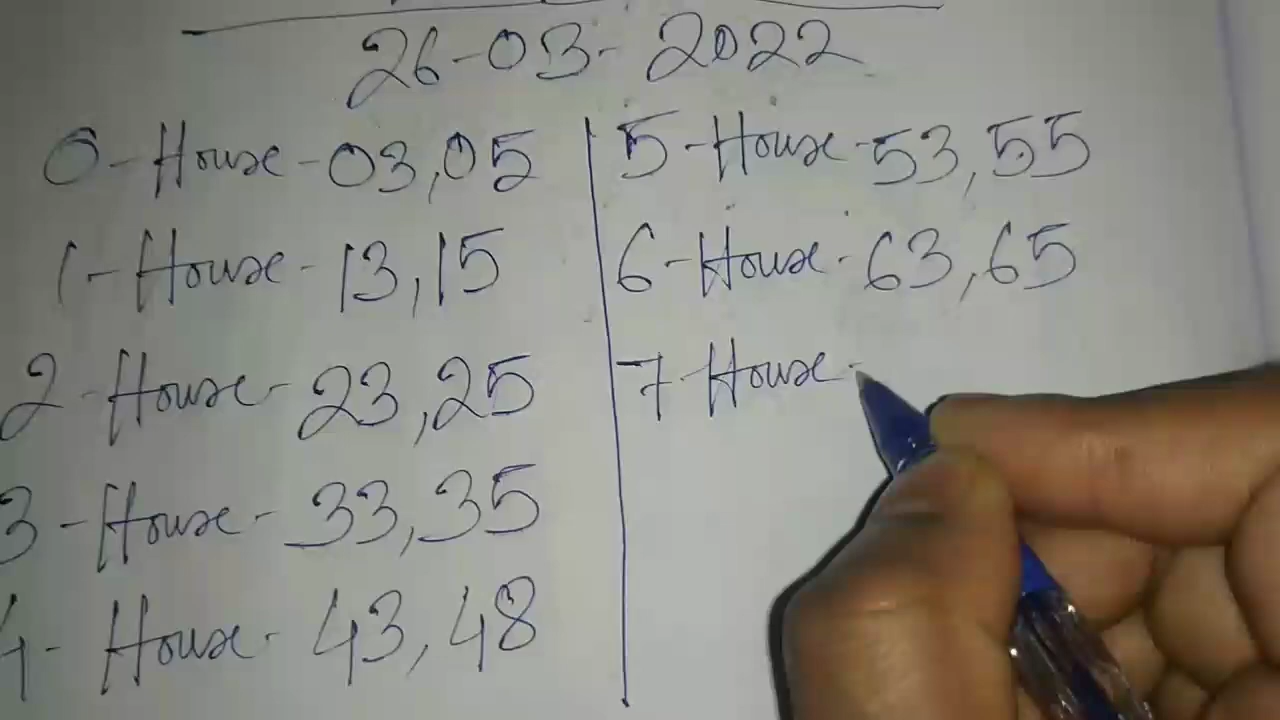 26-03-2022
0-House-03,05
1-House-13,15
2-House-23,25
3-House-33,35
4-House-43,48
5-House-53,55
6-House-63,65
7-House-